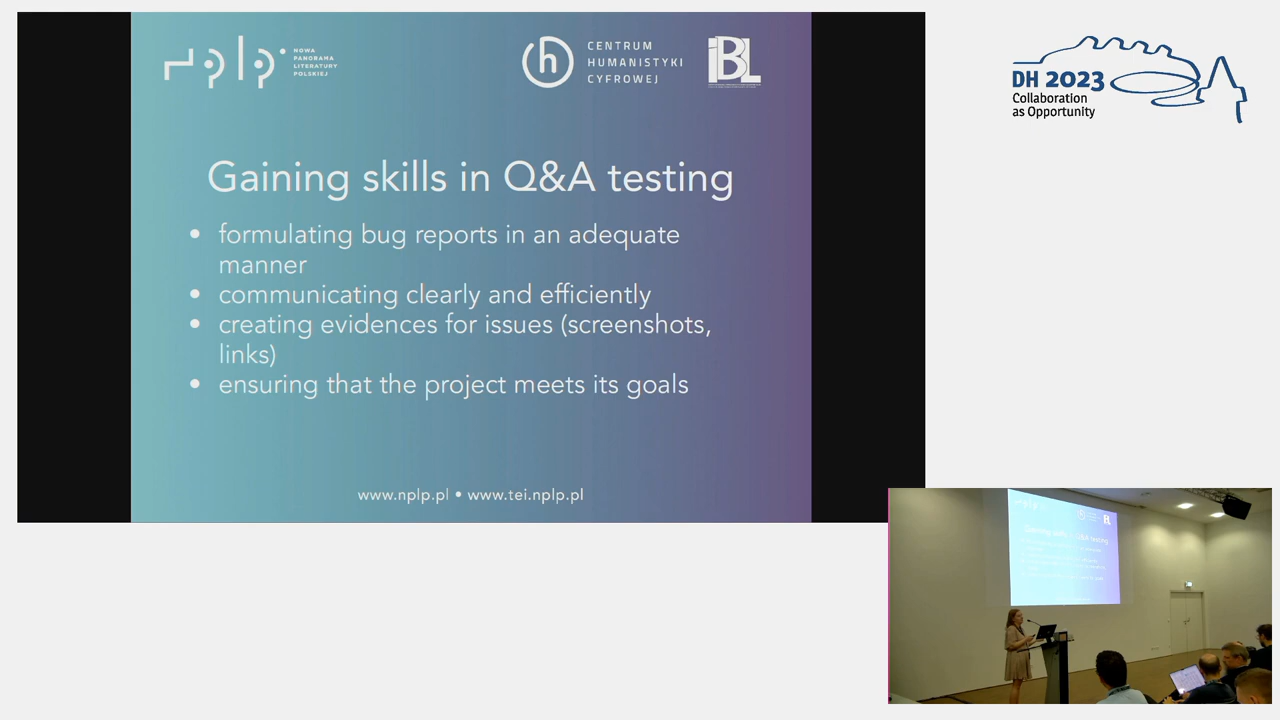 NOWA
PANORAMA
LITERATURY
POLSKIEJ
CENTRUM
HUMANISTYKI
CYFROWEJ
IBL
DH 2023
Collaboration
as Opportunity
Gaining skills in Q&A testing
• formulating bug reports in an adequate
manner
• communicating clearly and efficiently
• creating evidences for issues (screenshots,
links)
• ensuring that the project meets its goals
www.nplp.pl • www.tei.nplp.pl